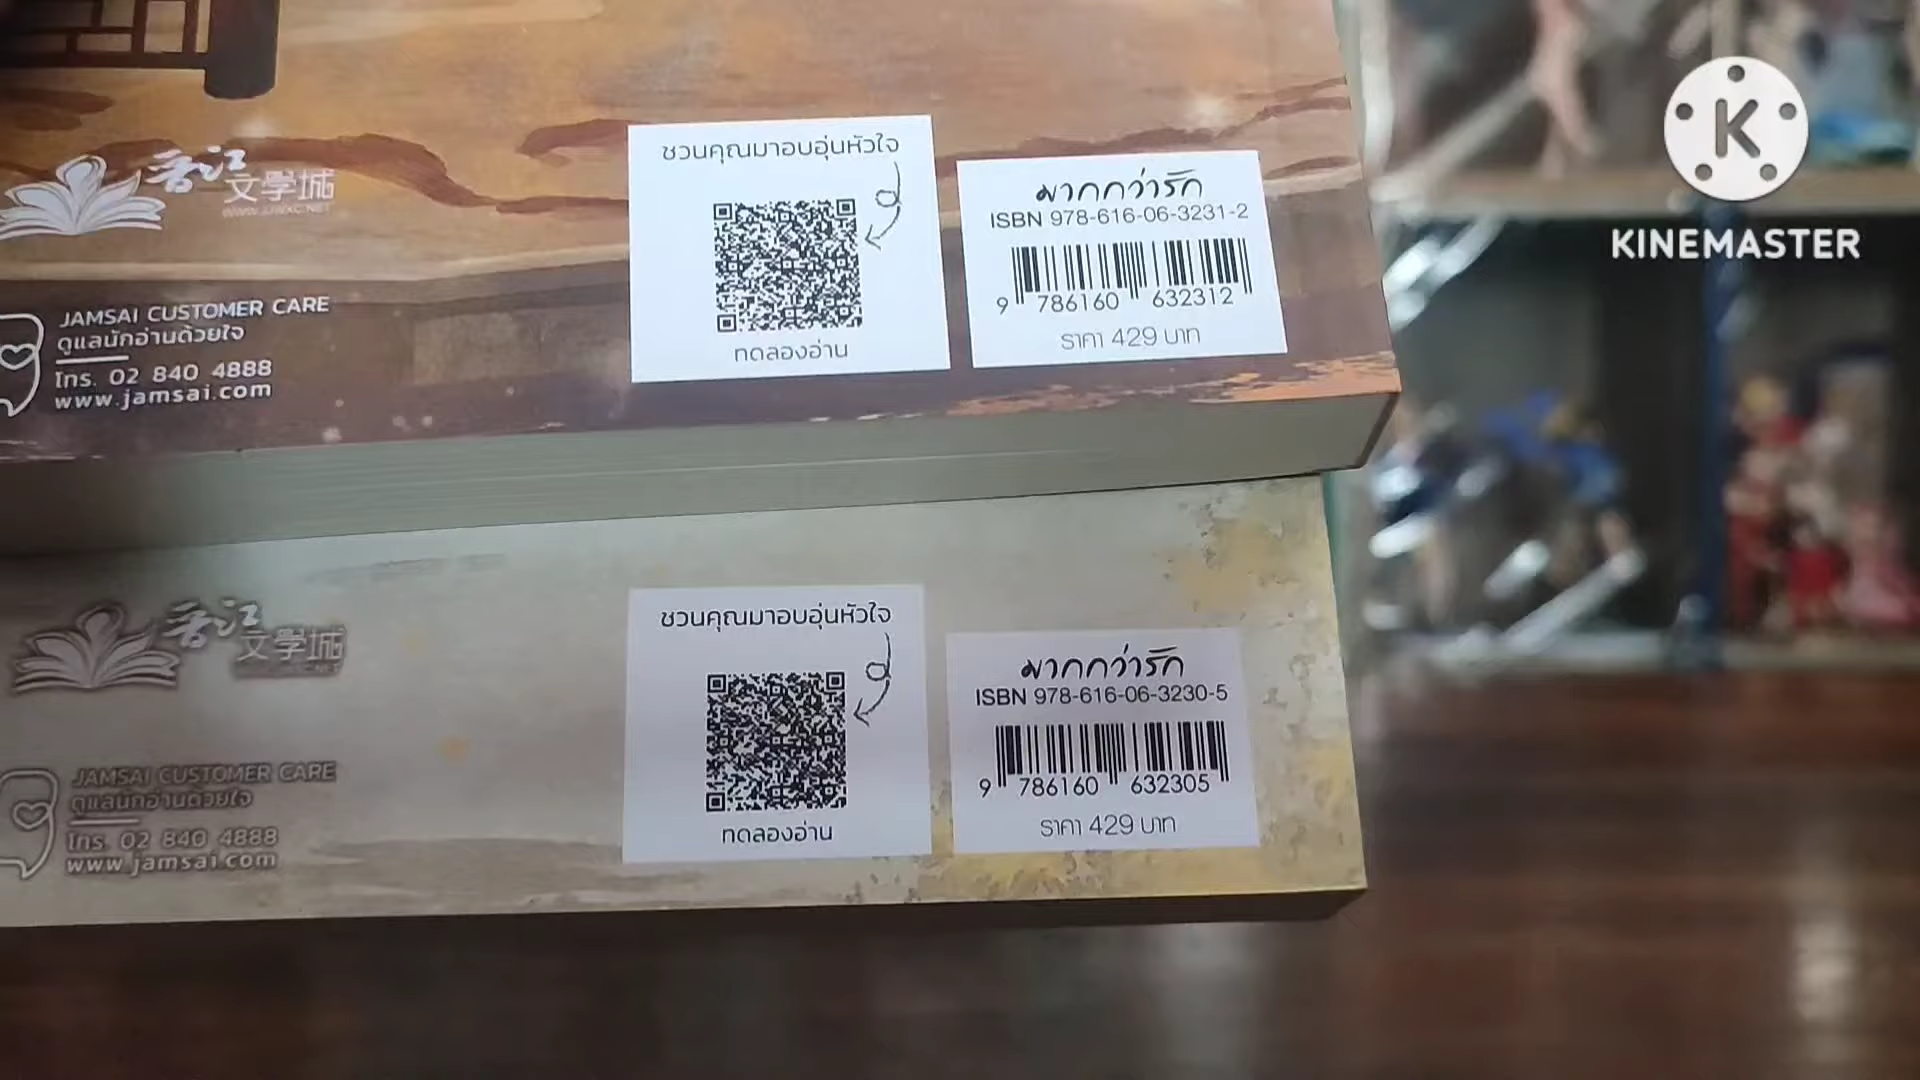 晋江
文學城
WWW.JJWXC.NET
JAMSAI CUSTOMER CARE
ดูแลนักอ่านด้วยใจ
โทร. 02 840 4888
www.jamsai.com
ชวนคุณมาอบอุ่นหัวใจ
ทดลองอ่าน
มากกว่ารัก
ISBN 978-616-06-3231-2
9 786160 632312
ราคา 429 บาท
K
KINEMASTER
晋江
文學城
WWW.JJWXC.NET
JAMSAI CUSTOMER CARE
ดูแลนักอ่านด้วยใจ
โทร. 02 840 4888
www.jamsai.com
ชวนคุณมาอบอุ่นหัวใจ
ทดลองอ่าน
มากกว่ารัก
ISBN 978-616-06-3230-5
9 786160 632305
ราคา 429 บาท